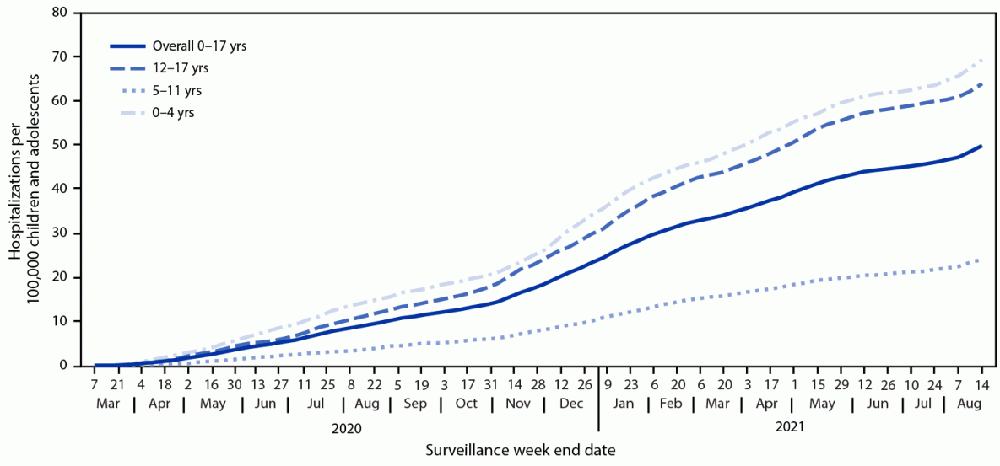 Hospitalizations per
100,000 children and adolescents
80
70
60
50
40
30
20
10
0
Overall 0–17 yrs
12–17 yrs
5–11 yrs
0–4 yrs
7 21 4 18 2 16 30 13 27 11 25 8 22 5 19 3 17 31 14 28 12 26 9 23 6 20 6 20 3 17 1 15 29 12 26 10 24 7 14
Mar Apr May Jun Jul Aug Sep Oct Nov Dec Jan Feb Mar Apr May Jun Jul Aug
2020 2021
Surveillance week end date